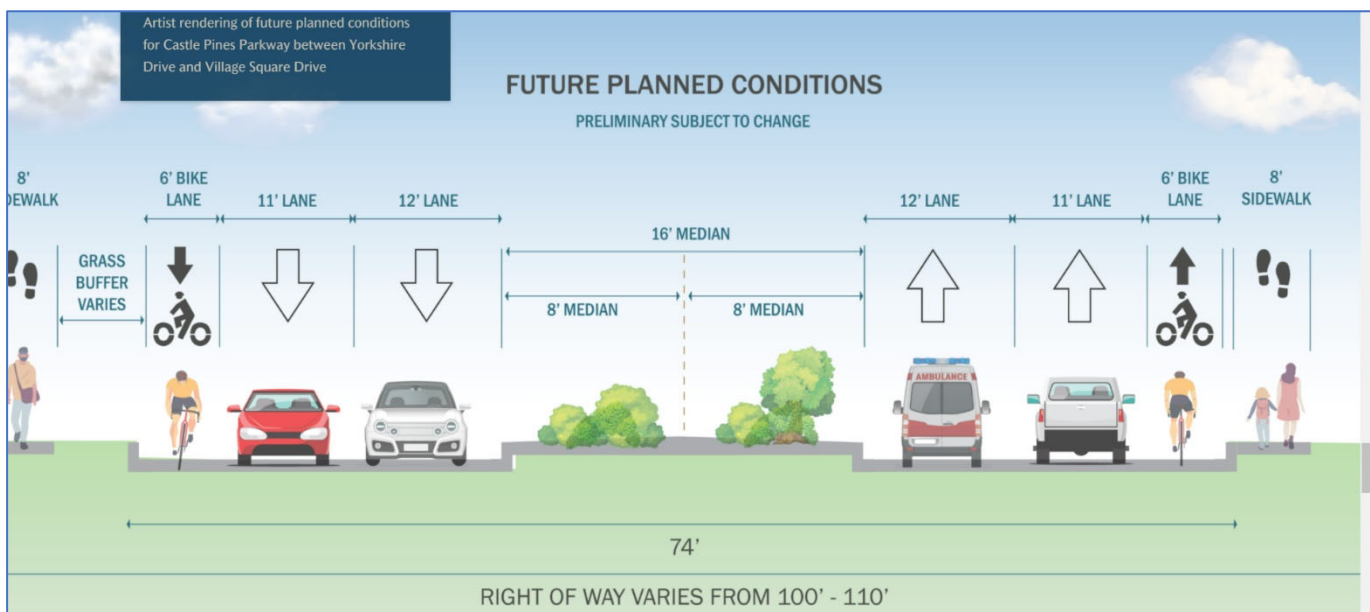 Artist rendering of future planned conditions
for Castle Pines Parkway between Yorkshire
Drive and Village Square Drive
FUTURE PLANNED CONDITIONS
PRELIMINARY SUBJECT TO CHANGE
8'
DEWALK
6' BIKE
LANE
11' LANE
12' LANE
16' MEDIAN
12' LANE
11' LANE
6' BIKE
LANE
8'
SIDEWALK
GRASS
BUFFER
VARIES
8' MEDIAN
8' MEDIAN
AMBULANCE
74'
RIGHT OF WAY VARIES FROM 100' - 110'